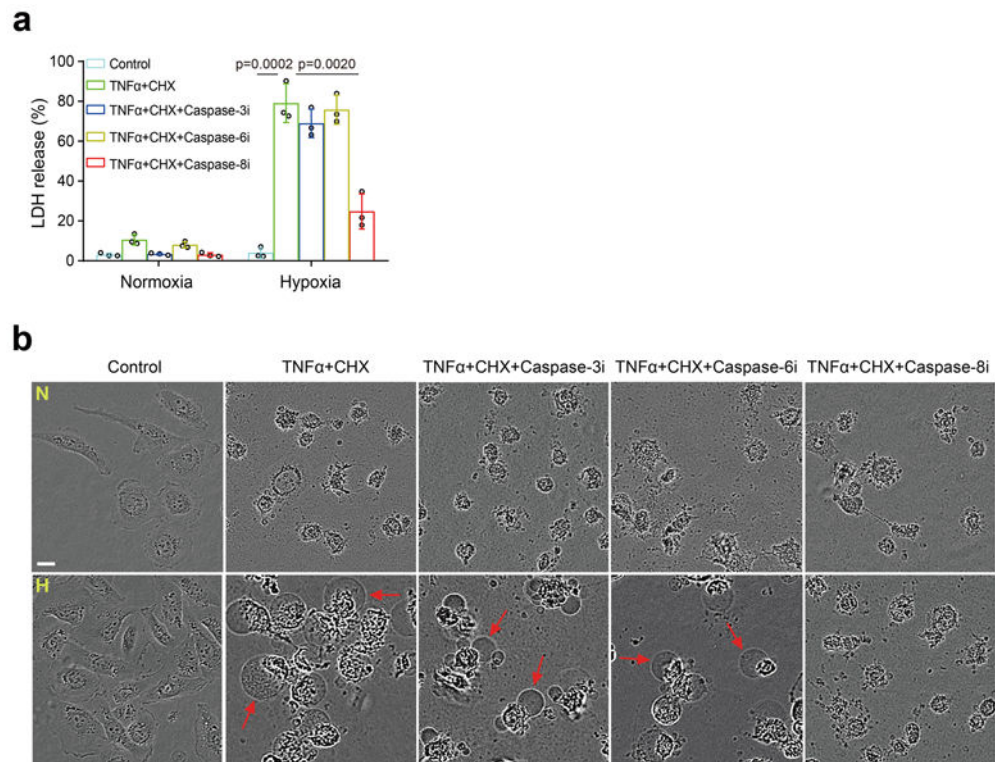 a
100
80
60
40
20
0
LDH release (%)
Control
TNFα+CHX
TNFα+CHX+Caspase-3i
TNFα+CHX+Caspase-6i
TNFα+CHX+Caspase-8i
p=0.0002 p=0.0020
Normoxia Hypoxia
b
Control TNFα+CHX TNFα+CHX+Caspase-3i TNFα+CHX+Caspase-6i TNFα+CHX+Caspase-8i
N
H